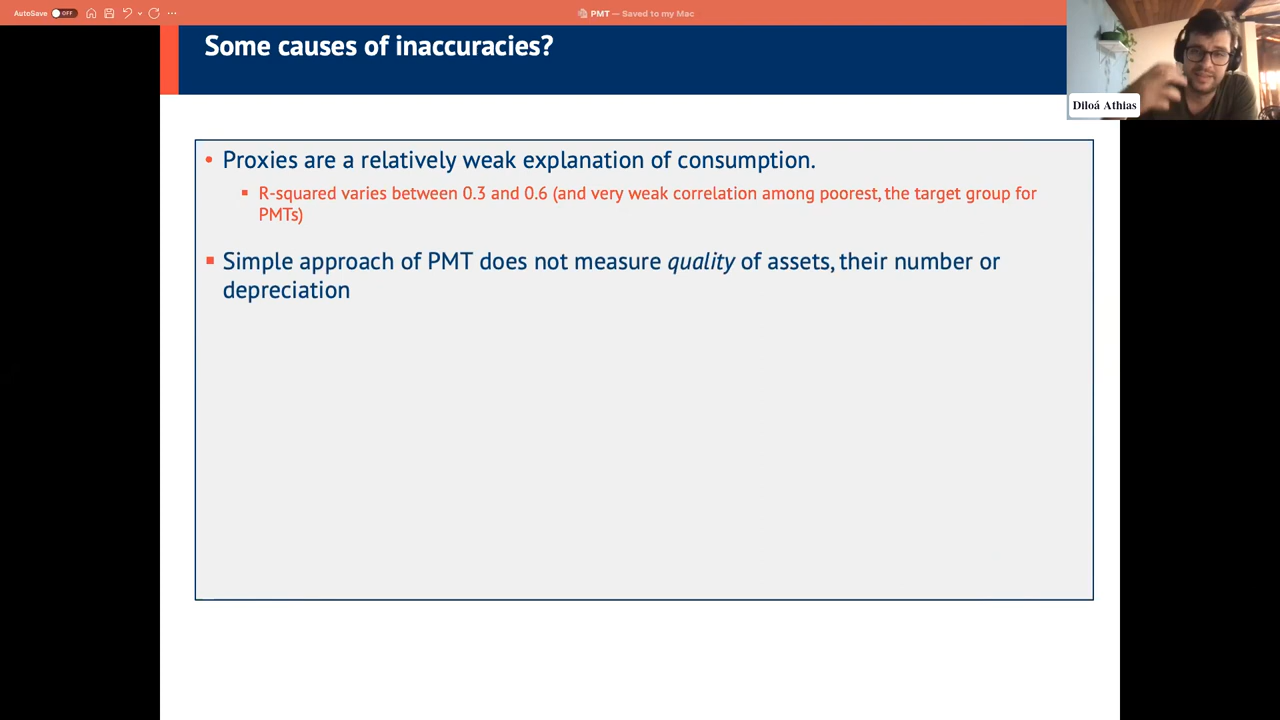 AutoSave OFF
PMT — Saved to my Mac
Some causes of inaccuracies?
Diloá Athias
• Proxies are a relatively weak explanation of consumption.
▪ R-squared varies between 0.3 and 0.6 (and very weak correlation among poorest, the target group for
PMTs)
▪ Simple approach of PMT does not measure quality of assets, their number or
depreciation